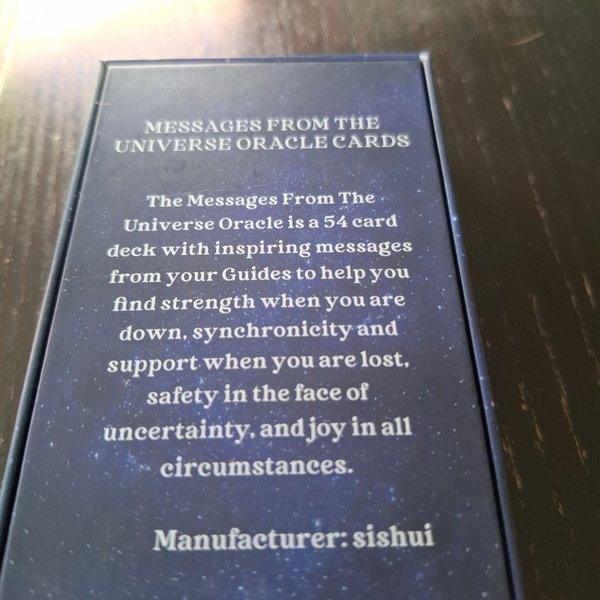 MESSAGES FROM THE
UNIVERSE ORACLE CARDS
The Messages From The
Universe Oracle is a 54 card
deck with inspiring messages
from your Guides to help you
find strength when you are
down, synchronicity and
support when you are lost,
safety in the face of
uncertainty, and joy in all
circumstances.
Manufacturer: sishui